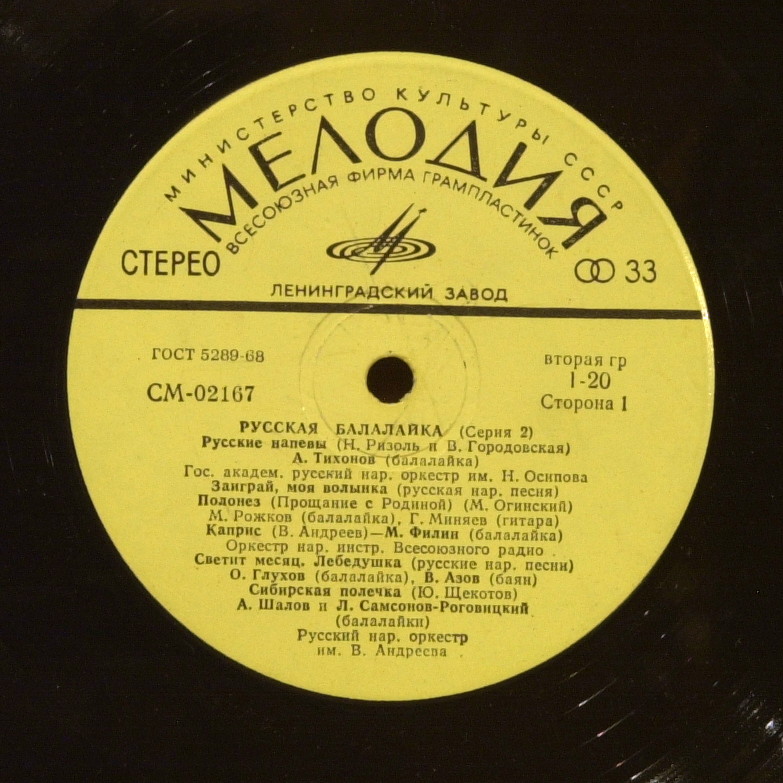 МИНИСТЕРСТВО КУЛЬТУРЫ СССР
МЕЛОДИЯ
ВСЕСОЮЗНАЯ ФИРМА ГРАМПЛАСТИНОК
СТЕРЕО
33
ЛЕНИНГРАДСКИЙ ЗАВОД
ГОСТ 5289-68
вторая гр
СМ-02167
1-20
Сторона 1
РУССКАЯ БАЛАЛАЙКА (Серия 2)
Русские напевы (Н. Ризоль и В. Городовская)
А. Тихонов (балалайка)
Гос. академ. русский нар. оркестр им. Н. Осипова
Заиграй, моя волынка (русская нар. песня)
Полонез (Прощание с Родиной) (М. Огинский)
М. Рожков (балалайка), Г. Миняев (гитара)
Каприс (В. Андреев)—М. Филин (балалайка)
Оркестр нар. инстр. Всесоюзного радио
Светит месяц. Лебедушка (русские нар. песни)
О. Глухов (балалайка), В. Азов (баян)
Сибирская полечка (Ю. Щекотов)
А. Шалов и Л. Самсонов-Роговицкий
(балалайки)
Русский нар. оркестр
им. В. Андреева